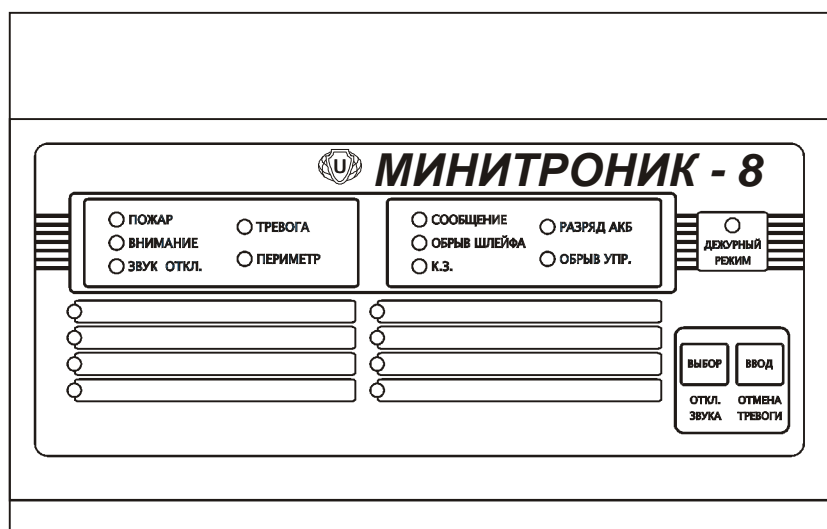 U
МИНИТРОНИК - 8
ПОЖАР
ВНИМАНИЕ
ЗВУК ОТКЛ.
ТРЕВОГА
ПЕРИМЕТР
СООБЩЕНИЕ
ОБРЫВ ШЛЕЙФА
К.З.
РАЗРЯД АКБ
ОБРЫВ УПР.
ДЕЖУРНЫЙ
РЕЖИМ
ВЫБОР
ВВОД
ОТКЛ.
ЗВУКА
ОТМЕНА
ТРЕВОГИ